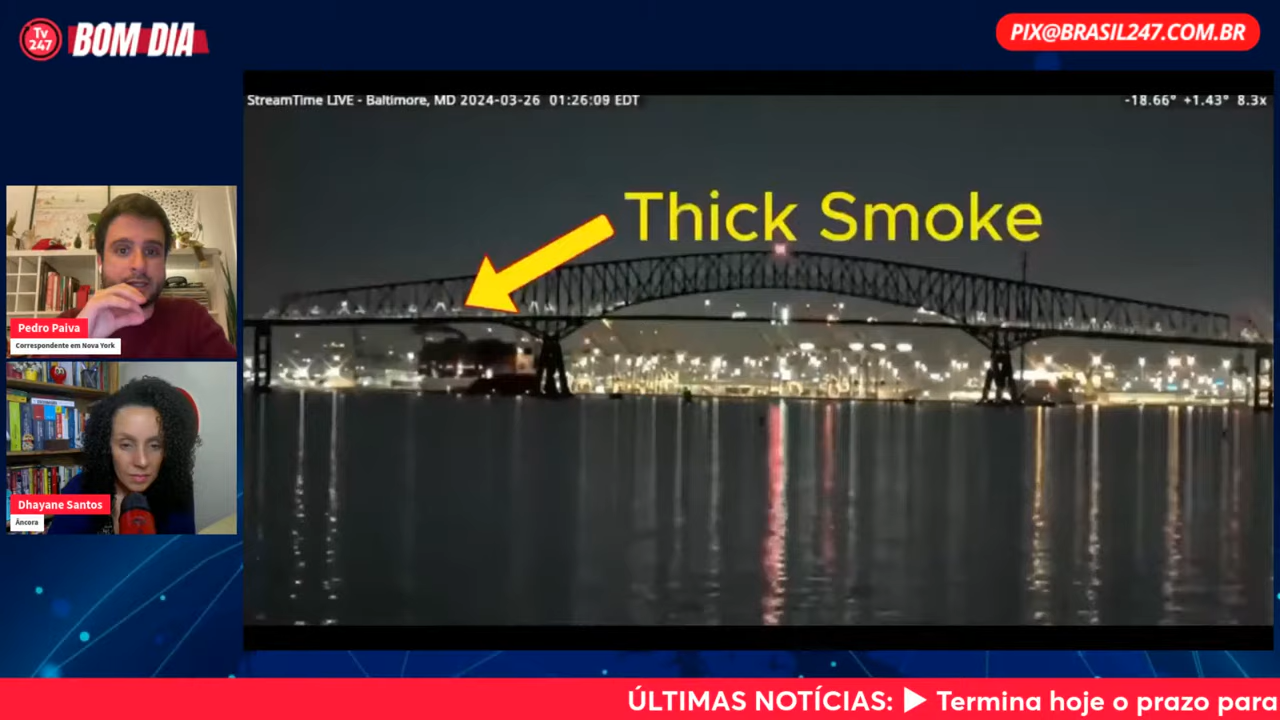 Tv 247
BOM DIA
PIX@BRASIL247.COM.BR
StreamTime LIVE - Baltimore, MD 2024-03-26 01:26:09 EDT
-18.66° +1.43° 8.3x
Thick Smoke
Pedro Paiva
Correspondente em Nova York
Dhayane Santos
Âncora
ÚLTIMAS NOTÍCIAS: ▶ Termina hoje o prazo para